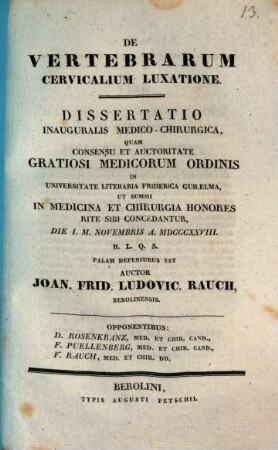 13.
DE
VERTEBRARUM
CERVICALIUM LUXATIONE.
DISSERTATIO
INAUGURALIS MEDICO-CHIRURGICA,
QUAM
CONSENSU ET AUCTORITATE
GRATIOSI MEDICORUM ORDINIS
IN
UNIVERSITATE LITERARIA FRIDERICA GUILELMA,
UT SUMMI
IN MEDICINA ET CHIRURGIA HONORES
RITE SIBI CONCEDANTUR,
DIE I. M. NOVEMBRIS A. MDCCCXXVIII.
H. L. Q. S.
PALAM DEFENSURUS EST
AUCTOR
JOAN. FRID. LUDOVIC. RAUCH,
BEROLINENSIS.
OPPONENTIBUS:
D. ROSENKRANZ, MED. ET CHIR. CAND.,
F. PUELLENBERG, MED. ET CHIR. CAND.,
F. RAUCH, MED. ET CHIR. DD.
BEROLINI,
TYPIS AUGUSTI PETSCHII.